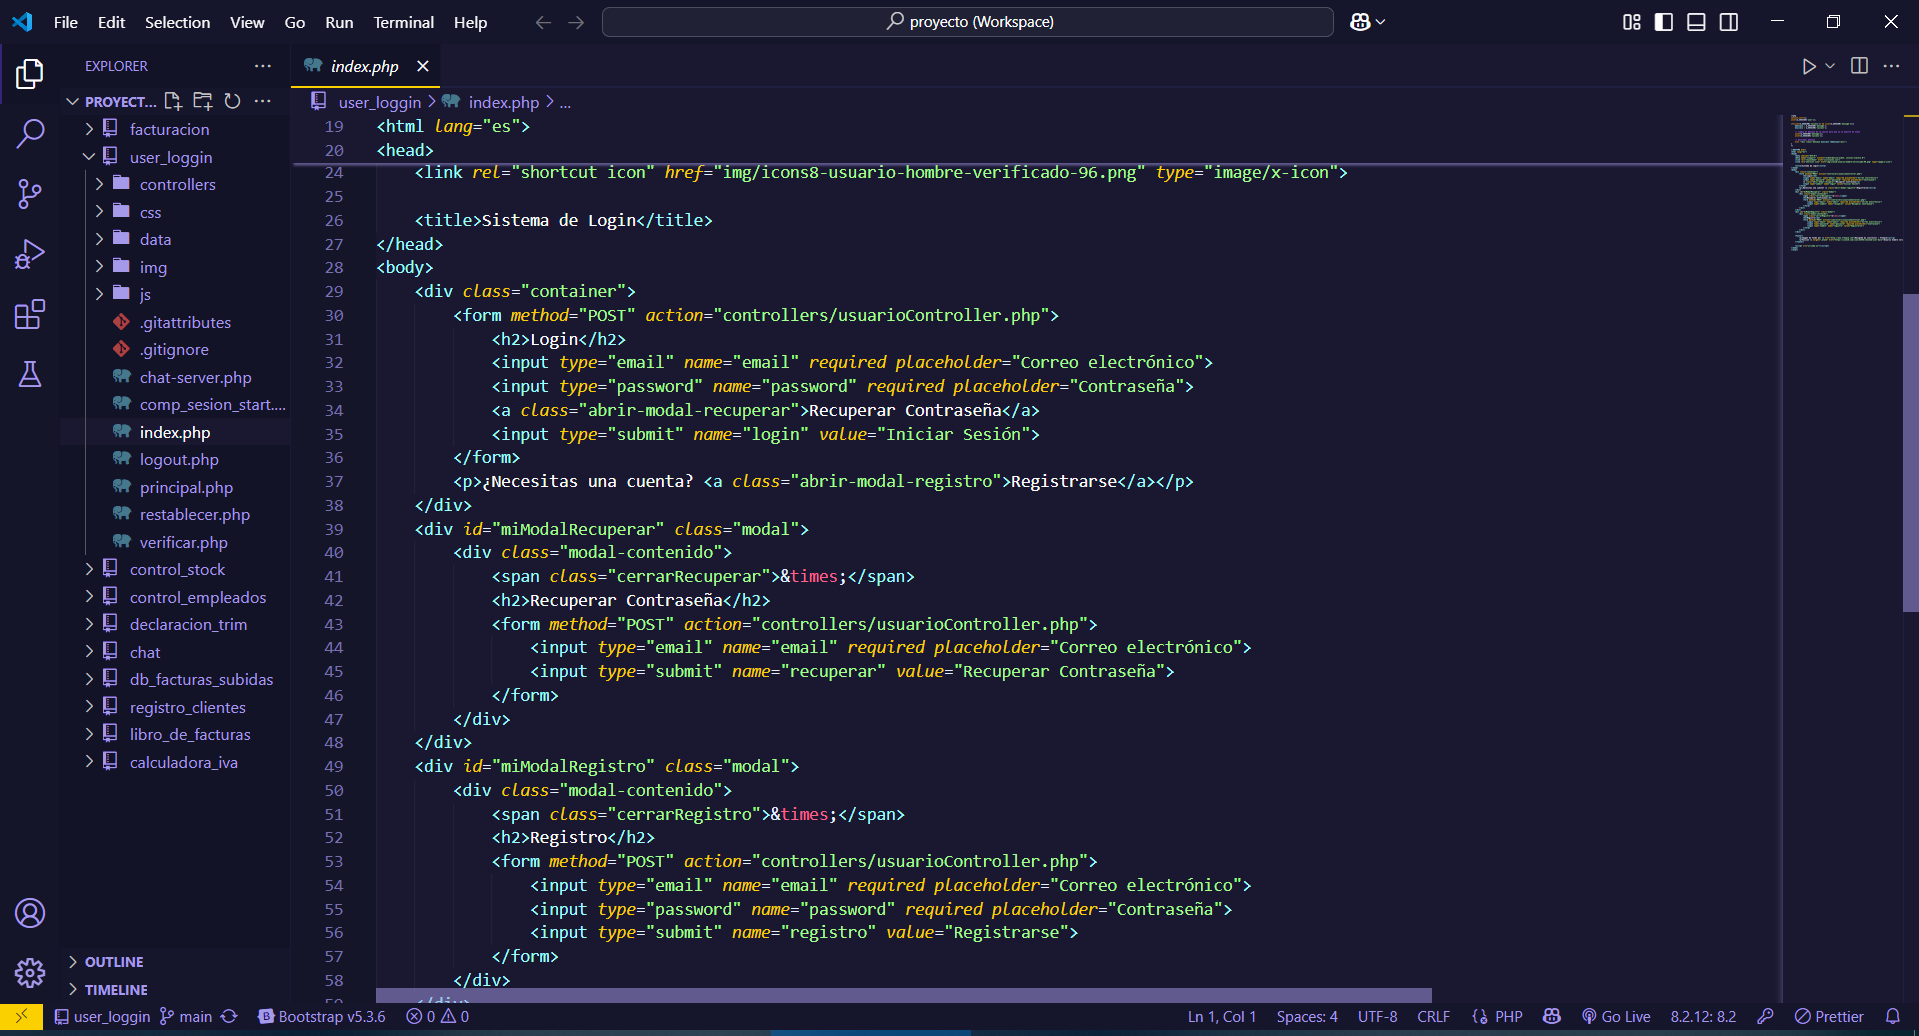 File Edit Selection View Go Run Terminal Help proyecto (Workspace)
EXPLORER
PROYECT...
facturacion
user_loggin
controllers
css
data
img
js
.gitattributes
.gitignore
chat-server.php
comp_sesion_start....
index.php
logout.php
principal.php
restablecer.php
verificar.php
control_stock
control_empleados
declaracion_trim
chat
db_facturas_subidas
registro_clientes
libro_de_facturas
calculadora_iva
OUTLINE
TIMELINE
index.php
user_loggin > index.php > ...
19 <html lang="es">
20 <head>
24 <link rel="shortcut icon" href="img/icons8-usuario-hombre-verificado-96.png" type="image/x-icon">
25
26 <title>Sistema de Login</title>
27 </head>
28 <body>
29 <div class="container">
30 <form method="POST" action="controllers/usuarioController.php">
31 <h2>Login</h2>
32 <input type="email" name="email" required placeholder="Correo electrónico">
33 <input type="password" name="password" required placeholder="Contraseña">
34 <a class="abrir-modal-recuperar">Recuperar Contraseña</a>
35 <input type="submit" name="login" value="Iniciar Sesión">
36 </form>
37 <p>¿Necesitas una cuenta? <a class="abrir-modal-registro">Registrarse</a></p>
38 </div>
39 <div id="miModalRecuperar" class="modal">
40 <div class="modal-contenido">
41 <span class="cerrarRecuperar">&times;</span>
42 <h2>Recuperar Contraseña</h2>
43 <form method="POST" action="controllers/usuarioController.php">
44 <input type="email" name="email" required placeholder="Correo electrónico">
45 <input type="submit" name="recuperar" value="Recuperar Contraseña">
46 </form>
47 </div>
48 </div>
49 <div id="miModalRegistro" class="modal">
50 <div class="modal-contenido">
51 <span class="cerrarRegistro">&times;</span>
52 <h2>Registro</h2>
53 <form method="POST" action="controllers/usuarioController.php">
54 <input type="email" name="email" required placeholder="Correo electrónico">
55 <input type="password" name="password" required placeholder="Contraseña">
56 <input type="submit" name="registro" value="Registrarse">
57 </form>
58 </div>
59 </div>
user_loggin main Bootstrap v5.3.6 0 0 Ln 1, Col 1 Spaces: 4 UTF-8 CRLF PHP Go Live 8.2.12: 8.2 Prettier